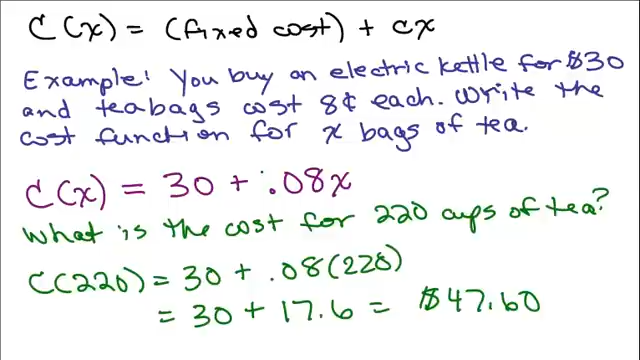 C(x) = (fixed cost) + cx
Example! You buy an electric kettle for $30
and teabags cost 8¢ each. Write the
cost function for x bags of tea.
C(x) = 30 + .08x
What is the cost for 220 cups of tea?
C(220) = 30 + .08(220)
= 30 + 17.6 = $47.60